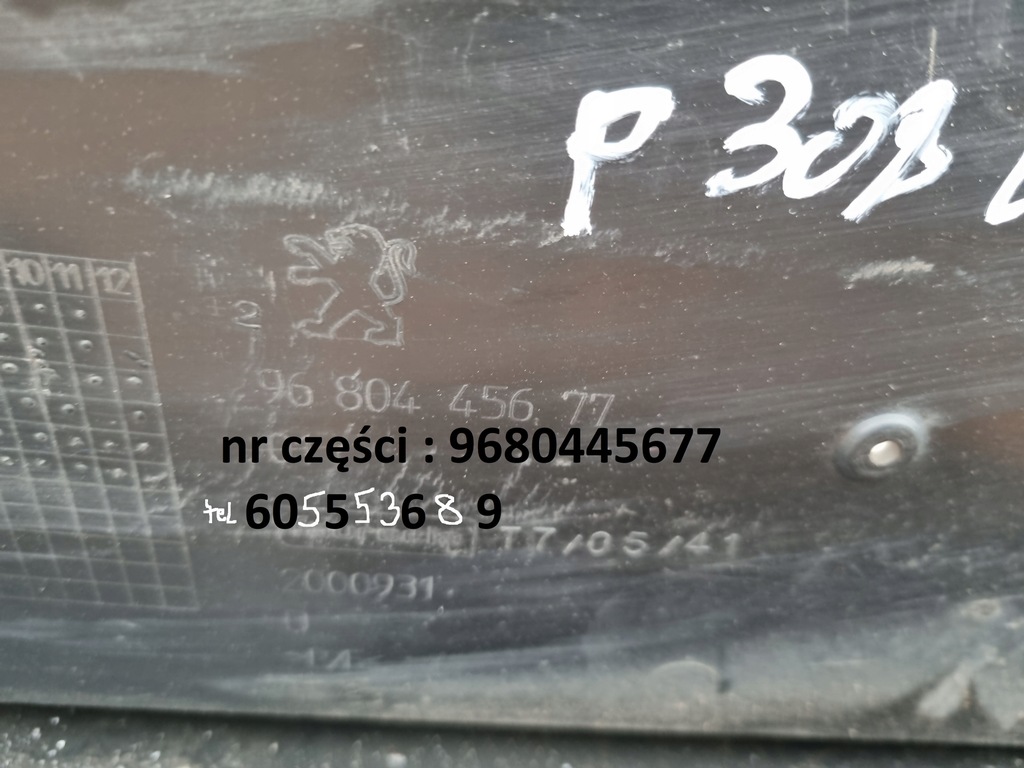 P 308
10 11 12
2
96 804 456 77
nr części : 9680445677
tel 605553689
T7/05/41
2000931